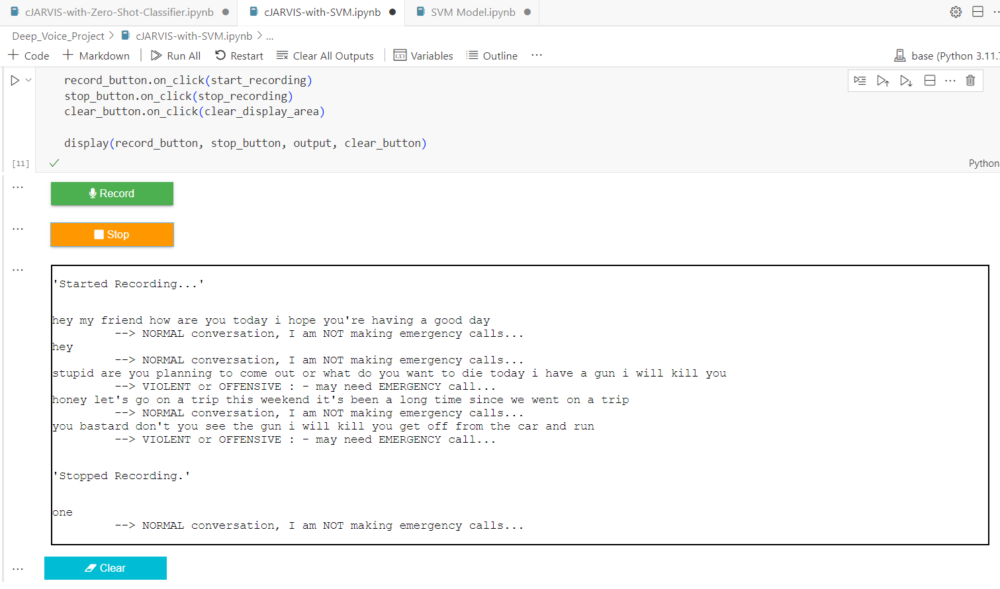 cJARVIS-with-Zero-Shot-Classifier.ipynb
cJARVIS-with-SVM.ipynb
SVM Model.ipynb
Deep_Voice_Project > cJARVIS-with-SVM.ipynb > ...
+ Code + Markdown | Run All Restart Clear All Outputs | Variables Outline ... base (Python 3.11.
record_button.on_click(start_recording)
stop_button.on_click(stop_recording)
clear_button.on_click(clear_display_area)
display(record_button, stop_button, output, clear_button)
[11]
Python
Record
Stop
'Started Recording...'
hey my friend how are you today i hope you're having a good day
--> NORMAL conversation, I am NOT making emergency calls...
hey
--> NORMAL conversation, I am NOT making emergency calls...
stupid are you planning to come out or what do you want to die today i have a gun i will kill you
--> VIOLENT or OFFENSIVE : - may need EMERGENCY call...
honey let's go on a trip this weekend it's been a long time since we went on a trip
--> NORMAL conversation, I am NOT making emergency calls...
you bastard don't you see the gun i will kill you get off from the car and run
--> VIOLENT or OFFENSIVE : - may need EMERGENCY call...
'Stopped Recording.'
one
--> NORMAL conversation, I am NOT making emergency calls...
Clear